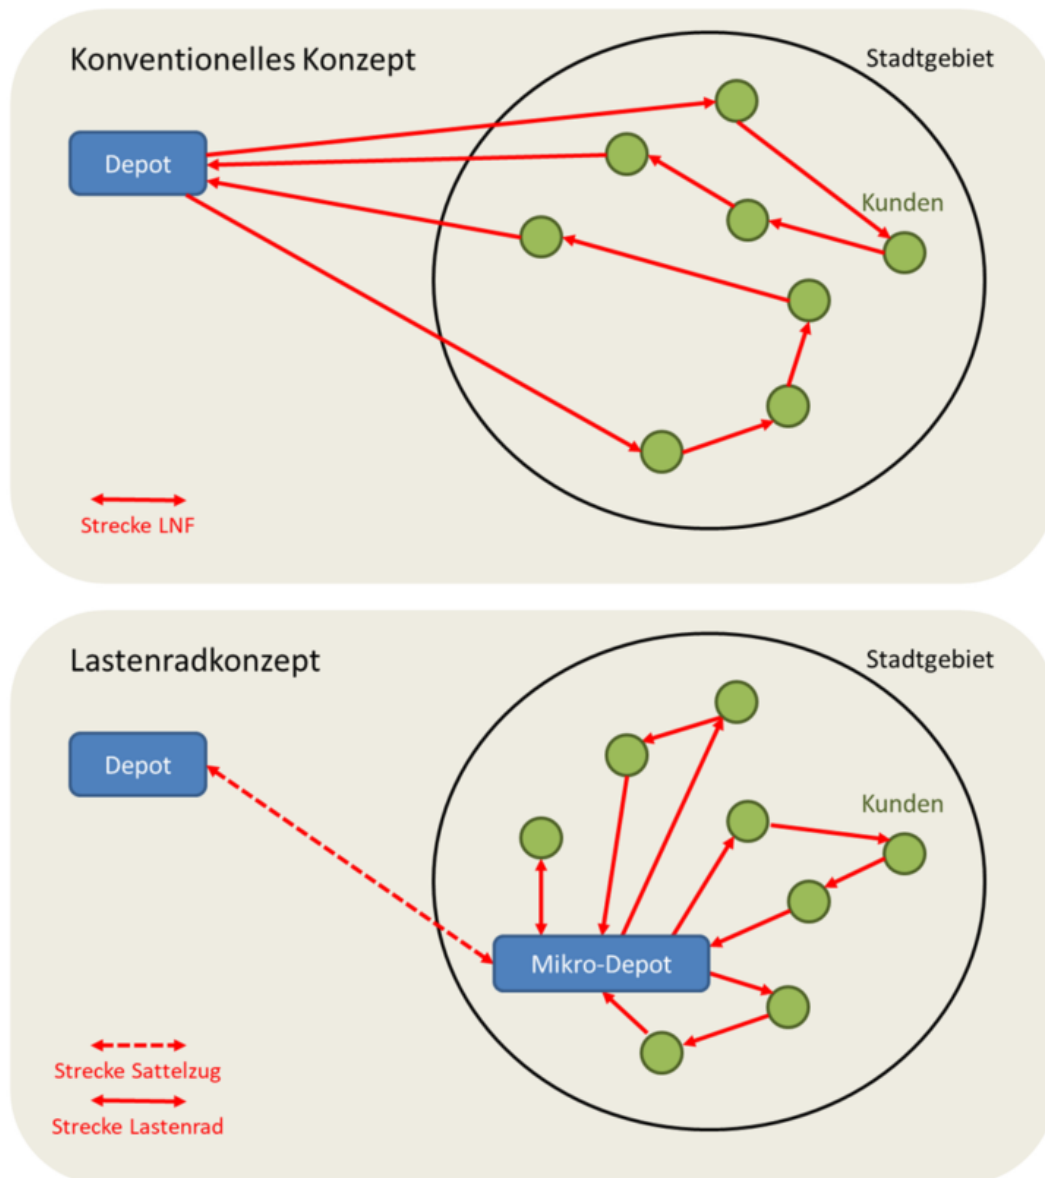 Konventionelles Konzept
Stadtgebiet
Depot
Kunden
Strecke LNF
Lastenradkonzept
Stadtgebiet
Depot
Kunden
Mikro-Depot
Strecke Sattelzug
Strecke Lastenrad